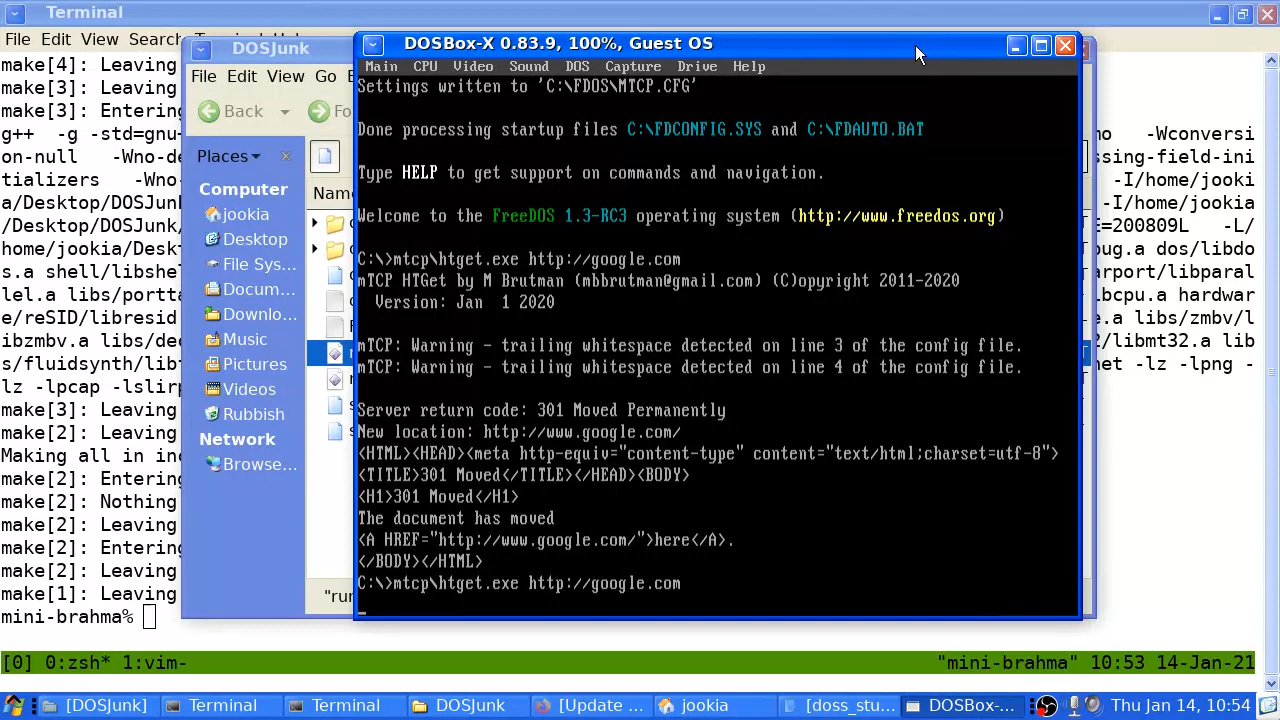 Terminal
File Edit View Search
make[4]: Leaving
make[3]: Leaving
make[3]: Entering
g++ -g -std=gnu-
on-null -Wno-de
tializers -Wno-
a/Desktop/DOSJun
/Desktop/DOSJunk
home/jookia/Desk
s.a shell/libshe
lel.a libs/portt
e/reSID/libresid
ibzmbv.a libs/de
s/fluidsynth/lib
lz -lpcap -lslirp
make[3]: Leaving
make[2]: Leaving
Making all in inc
make[2]: Entering
make[2]: Nothing
make[2]: Leaving
make[2]: Entering
make[2]: Leaving
make[1]: Leaving
mini-brahma%
mo -Wconversi
ssing-field-ini
-I/home/jooki
-I/home/jookia
E=200809L -L/
bug.a dos/libdo
arport/libparal
ibcpu.a hardwar
e.a libs/zmbv/l
2/libmt32.a lib
net -lz -lpng -
DOSJunk
File Edit View Go
Back
Fo
Places
Computer
jookia
Desktop
File Sys...
Docum...
Downlo...
Music
Pictures
Videos
Rubbish
Network
Browse...
Name
"run
DOSBox-X 0.83.9, 100%, Guest OS
Main CPU Video Sound DOS Capture Drive Help
Settings written to 'C:\FDOS\MTCP.CFG'
Done processing startup files C:\FDCONFIG.SYS and C:\FDAUTO.BAT
Type HELP to get support on commands and navigation.
Welcome to the FreeDOS 1.3-RC3 operating system (http://www.freedos.org)
C:\>mtcp\htget.exe http://google.com
mTCP HTGet by M Brutman (mbbrutman@gmail.com) (C)opyright 2011-2020
Version: Jan 1 2020
mTCP: Warning - trailing whitespace detected on line 3 of the config file.
mTCP: Warning - trailing whitespace detected on line 4 of the config file.
Server return code: 301 Moved Permanently
New location: http://www.google.com/
<HTML><HEAD><meta http-equiv="content-type" content="text/html;charset=utf-8">
<TITLE>301 Moved</TITLE></HEAD><BODY>
<H1>301 Moved</H1>
The document has moved
<A HREF="http://www.google.com/">here</A>.
</BODY></HTML>
C:\>mtcp\htget.exe http://google.com
[0] 0:zsh* 1:vim- "mini-brahma" 10:53 14-Jan-21
[DOSJunk] Terminal Terminal DOSJunk [Update ... jookia [doss_stu... DOSBox-... Thu Jan 14, 10:54